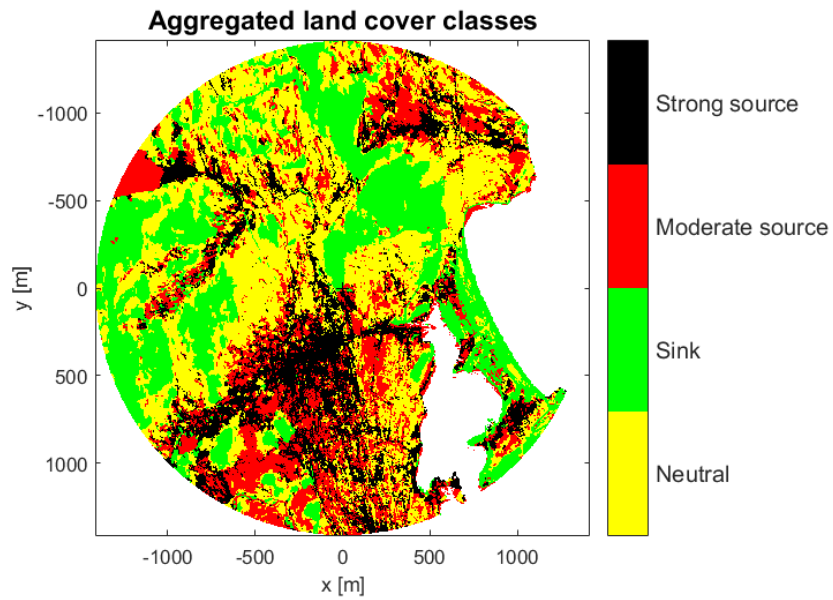 Aggregated land cover classes
-1000
-500
0
500
1000
y [m]
-1000
-500
0
500
1000
x [m]
Strong source
Moderate source
Sink
Neutral